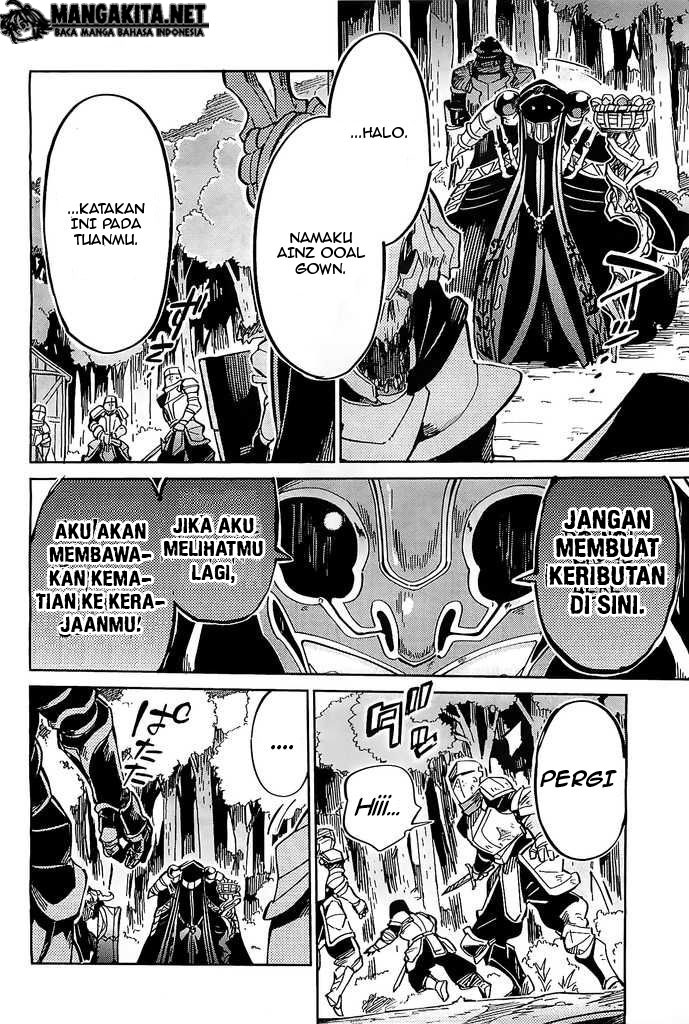 MANGAKITA.NET
BACA MANGA BAHASA INDONESIA
...HALO.
NAMAKU
AINZ OOAL
GOWN.
...KATAKAN
INI PADA
TUANMU.
JANGAN
MEMBUAT
KERIBUTAN
DI SINI.
JIKA AKU
MELIHATMU
LAGI,
AKU AKAN
MEMBAWA-
KAN KEMA-
TIAN KE KERA-
JAANMU!
PERGI
Hiii...
....